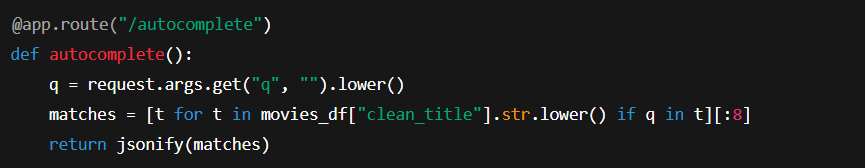 @app.route("/autocomplete")
def autocomplete():
    q = request.args.get("q", "").lower()
    matches = [t for t in movies_df["clean_title"].str.lower() if q in t][:8]
    return jsonify(matches)